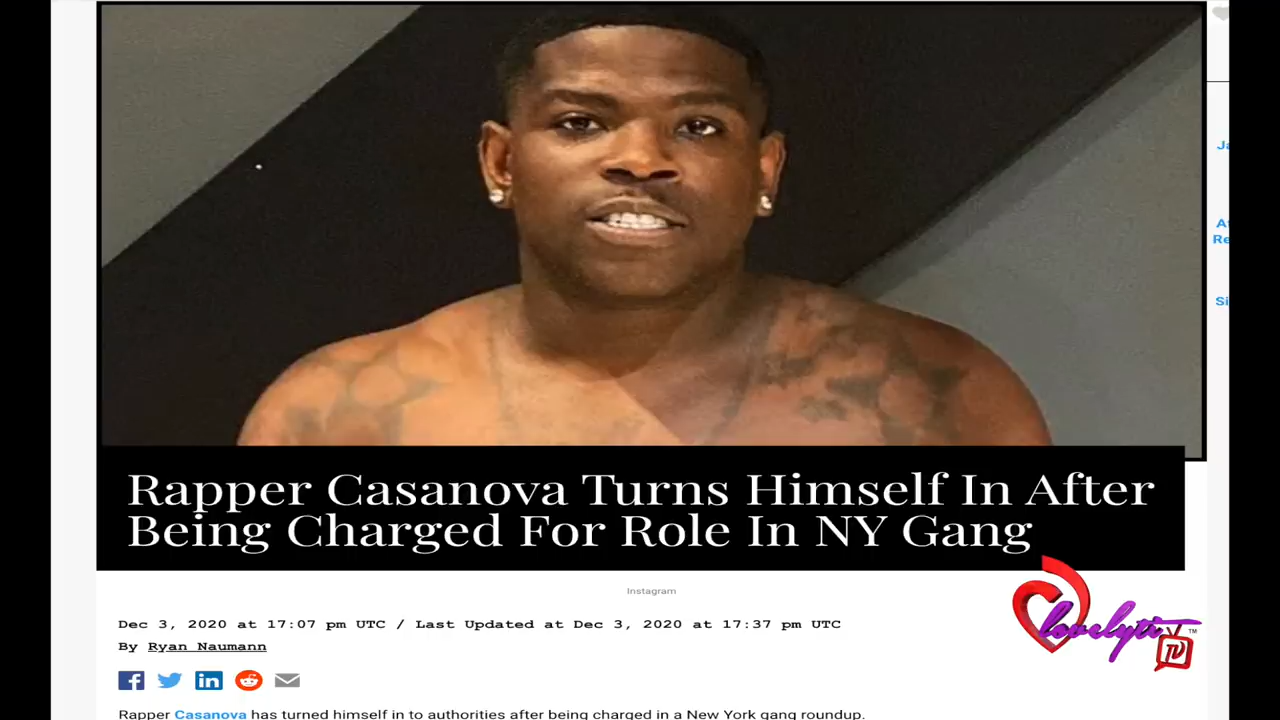 Rapper Casanova Turns Himself In After
Being Charged For Role In NY Gang
Instagram
Dec 3, 2020 at 17:07 pm UTC / Last Updated at Dec 3, 2020 at 17:37 pm UTC
By Ryan Naumann
Rapper Casanova has turned himself in to authorities after being charged in a New York gang roundup.
lovelyti TV™